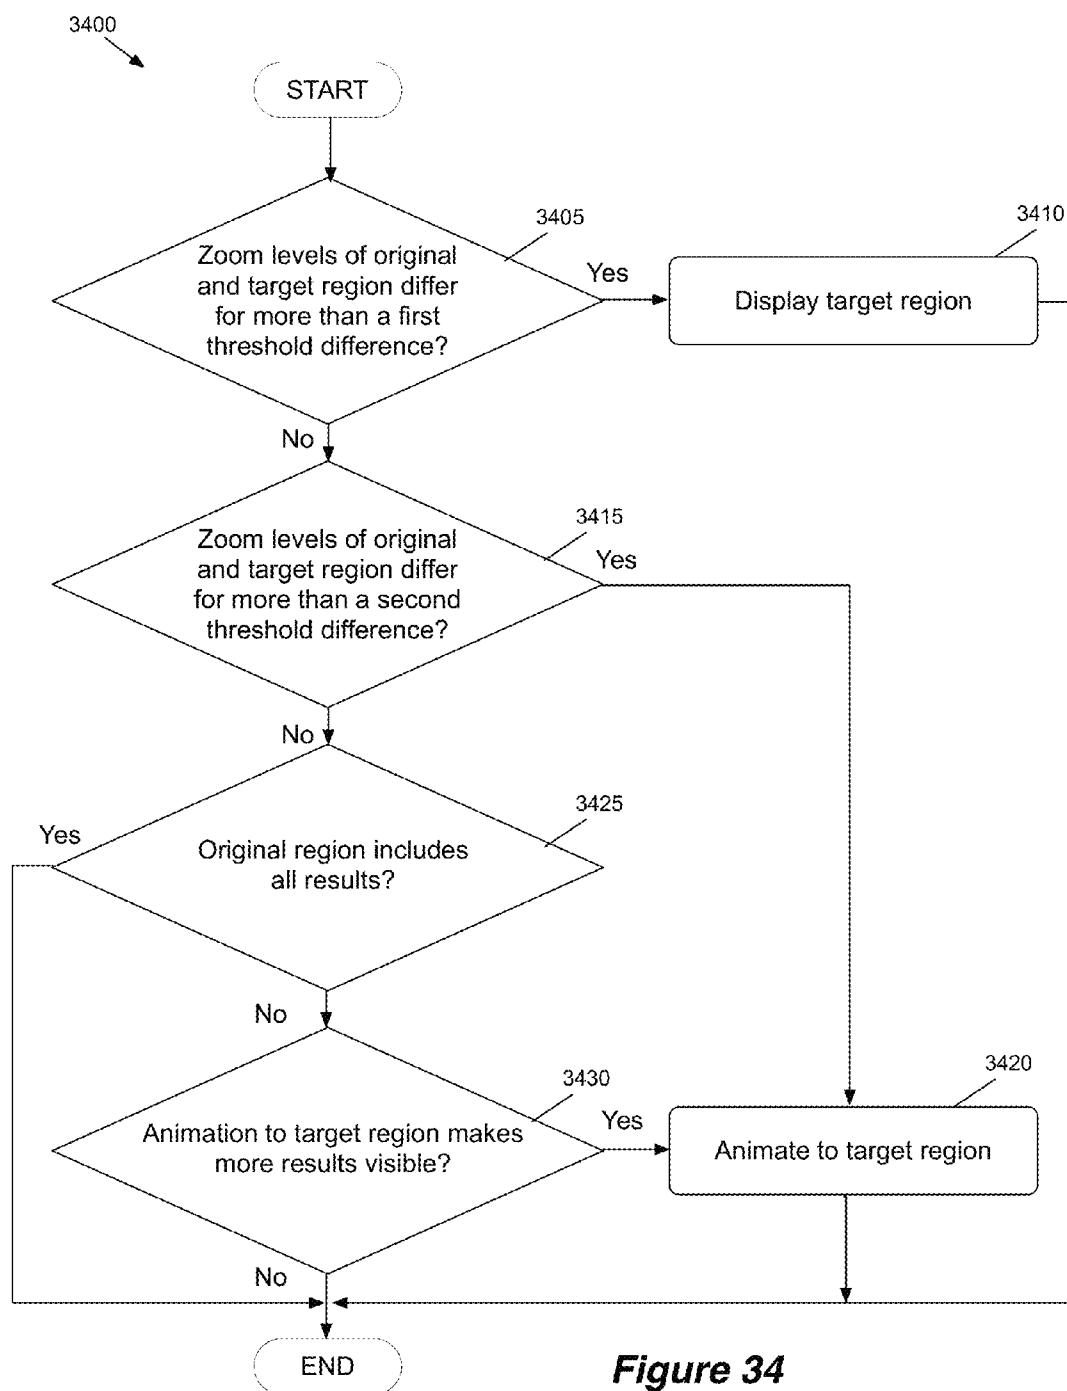 3400
START
3405
Zoom levels of original
and target region differ
for more than a first
threshold difference?
Yes
3410
Display target region
No
3415
Zoom levels of original
and target region differ
for more than a second
threshold difference?
Yes
No
3425
Yes
Original region includes
all results?
No
3430
Animation to target region makes
more results visible?
Yes
3420
Animate to target region
No
END
Figure 34